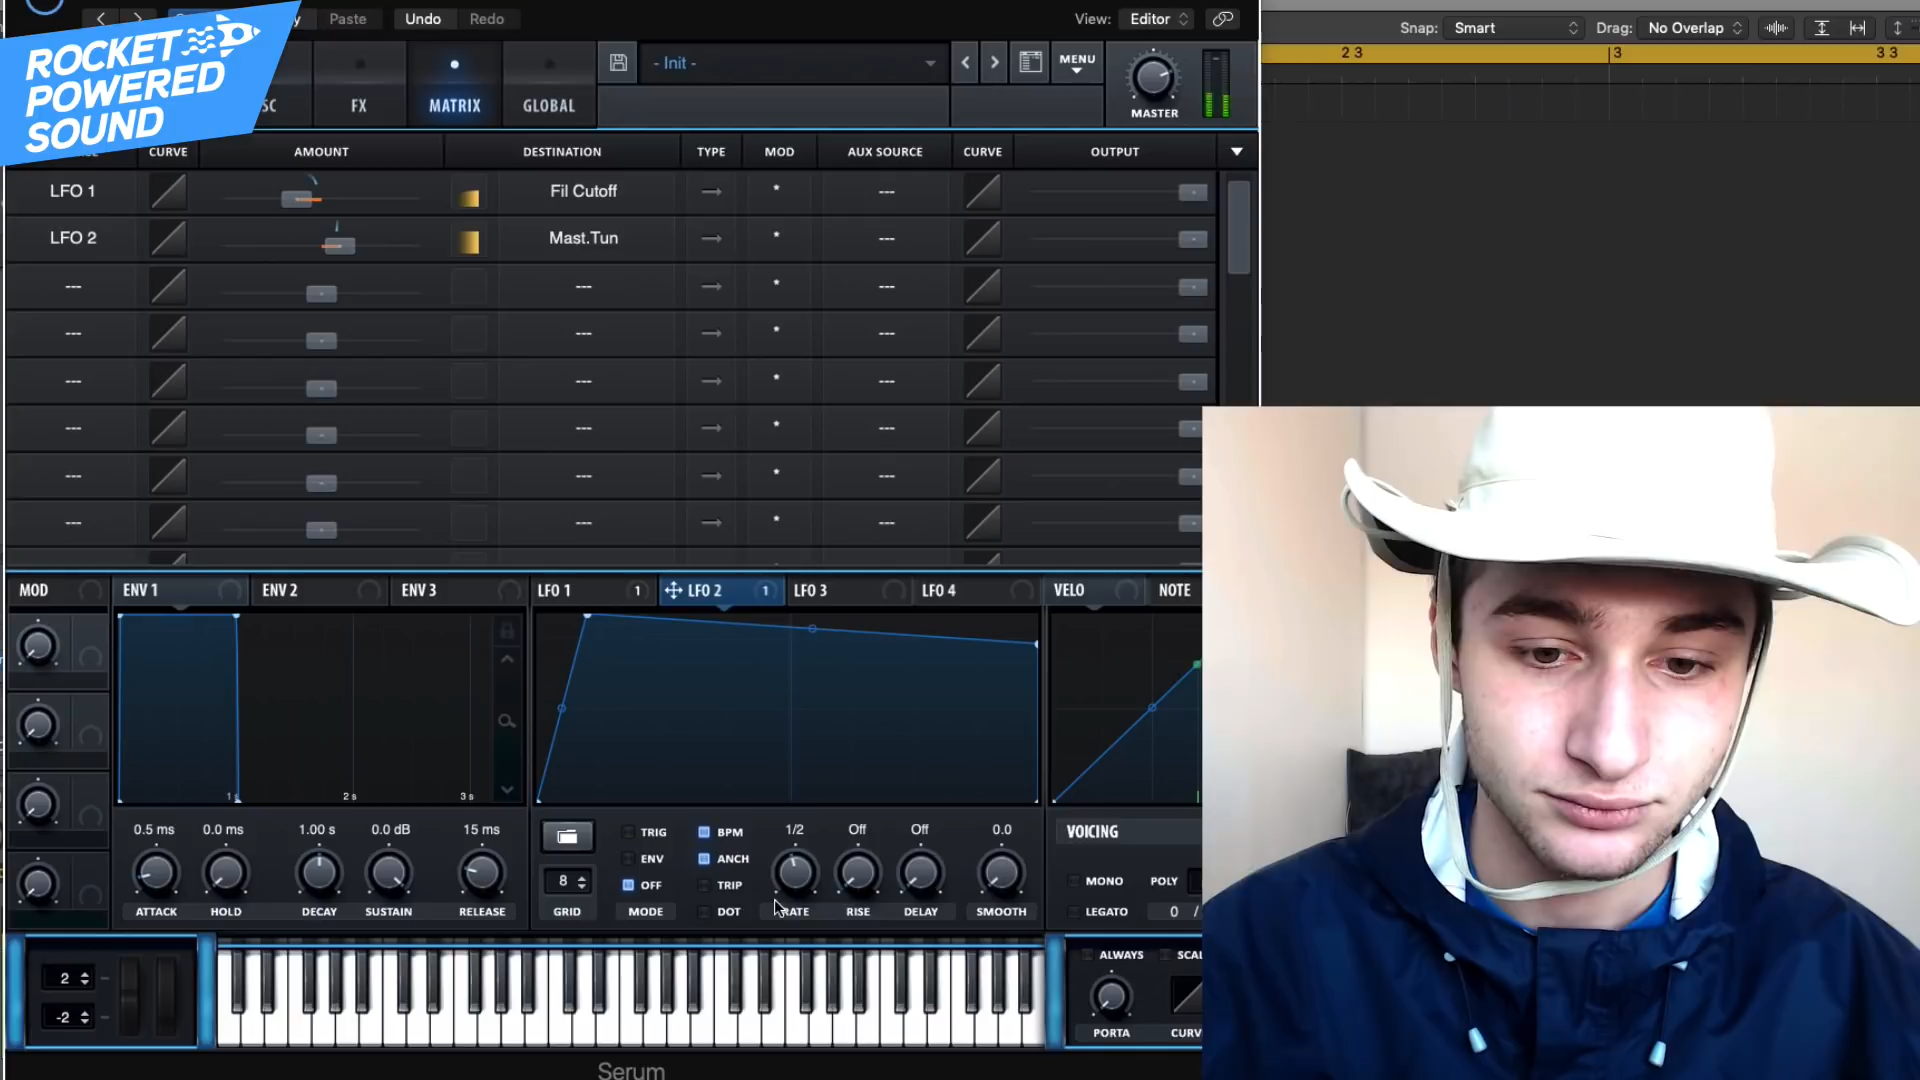 Paste
Undo
Redo
View:
Editor
Snap:
Smart
Drag:
No Overlap
2 3
3
3 3
ROCKET
POWERED
SOUND
FX
MATRIX
GLOBAL
- Init -
MENU
MASTER
CURVE
AMOUNT
DESTINATION
TYPE
MOD
AUX SOURCE
CURVE
OUTPUT
LFO 1
Fil Cutoff
*
---
LFO 2
Mast.Tun
*
---
---
---
*
---
---
---
*
---
---
---
*
---
---
---
*
---
---
---
*
---
---
---
*
---
MOD
ENV 1
ENV 2
ENV 3
LFO 1
1
LFO 2
1
LFO 3
LFO 4
VELO
NOTE
2 s
3 s
0.5 ms
0.0 ms
1.00 s
0.0 dB
15 ms
ATTACK
HOLD
DECAY
SUSTAIN
RELEASE
8
GRID
TRIG
ENV
OFF
MODE
BPM
ANCH
TRIP
DOT
1/2
Off
Off
0.0
RATE
RISE
DELAY
SMOOTH
VOICING
MONO
POLY
LEGATO
0 /
2
-2
ALWAYS
PORTA
Serum